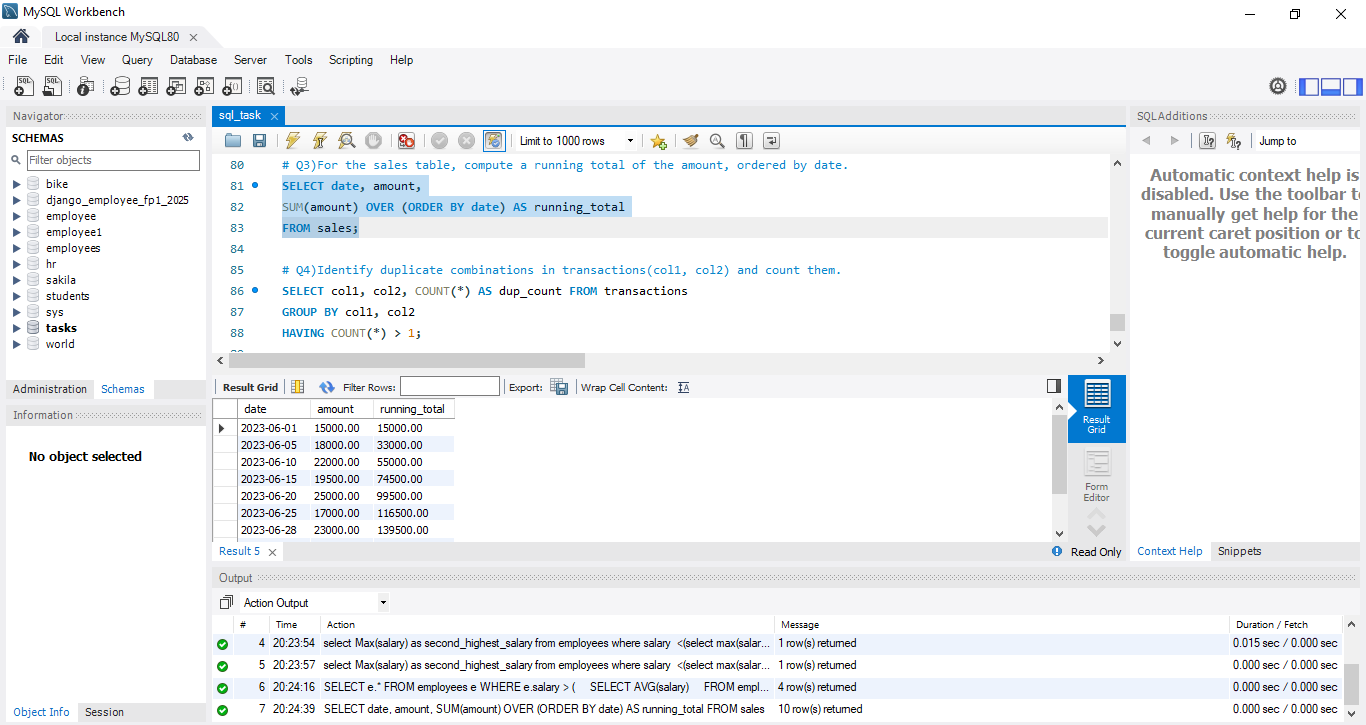 MySQL Workbench
Local instance MySQL80
File Edit View Query Database Server Tools Scripting Help
Navigator
SCHEMAS
Filter objects
bike
django_employee_fp1_2025
employee
employee1
employees
hr
sakila
students
sys
tasks
world
Administration Schemas
Information
No object selected
Object Info Session
sql_task
Limit to 1000 rows
80 # Q3)For the sales table, compute a running total of the amount, ordered by date.
81 SELECT date, amount,
82 SUM(amount) OVER (ORDER BY date) AS running_total
83 FROM sales;
84
85 # Q4)Identify duplicate combinations in transactions(col1, col2) and count them.
86 SELECT col1, col2, COUNT(*) AS dup_count FROM transactions
87 GROUP BY col1, col2
88 HAVING COUNT(*) > 1;
Result Grid Filter Rows: Export: Wrap Cell Content:
date amount running_total
2023-06-01 15000.00 15000.00
2023-06-05 18000.00 33000.00
2023-06-10 22000.00 55000.00
2023-06-15 19500.00 74500.00
2023-06-20 25000.00 99500.00
2023-06-25 17000.00 116500.00
2023-06-28 23000.00 139500.00
Result Grid
Form Editor
Result 5
Read Only
SQLAdditions
Jump to
Automatic context help is
disabled. Use the toolbar to
manually get help for the
current caret position or to
toggle automatic help.
Context Help Snippets
Output
Action Output
# Time Action Message Duration / Fetch
4 20:23:54 select Max(salary) as second_highest_salary from employees where salary <(select max(salar... 1 row(s) returned 0.015 sec / 0.000 sec
5 20:23:57 select Max(salary) as second_highest_salary from employees where salary <(select max(salar... 1 row(s) returned 0.000 sec / 0.000 sec
6 20:24:16 SELECT e.* FROM employees e WHERE e.salary > ( SELECT AVG(salary) FROM empl... 4 row(s) returned 0.000 sec / 0.000 sec
7 20:24:39 SELECT date, amount, SUM(amount) OVER (ORDER BY date) AS running_total FROM sales 10 row(s) returned 0.000 sec / 0.000 sec